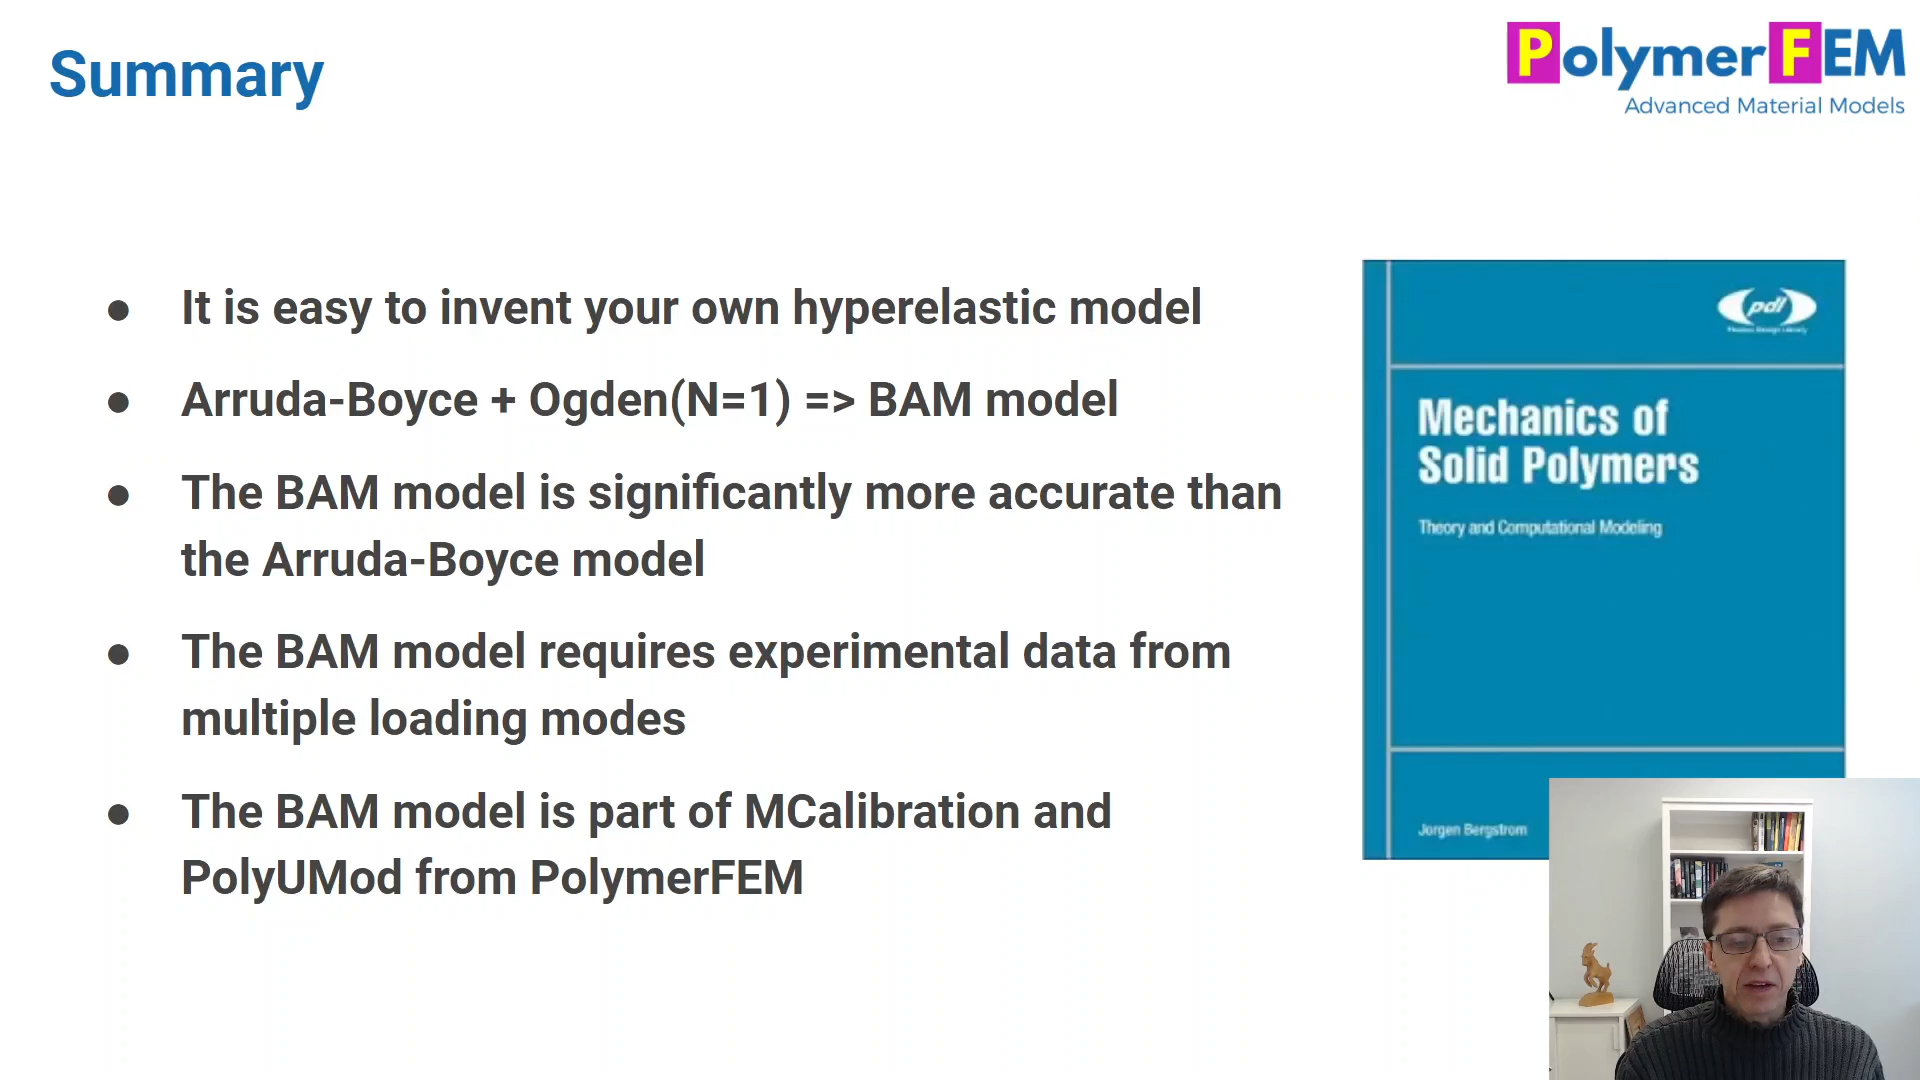 Summary
PolymerFEM
Advanced Material Models
● It is easy to invent your own hyperelastic model
● Arruda-Boyce + Ogden(N=1) => BAM model
● The BAM model is significantly more accurate than
the Arruda-Boyce model
● The BAM model requires experimental data from
multiple loading modes
● The BAM model is part of MCalibration and
PolyUMod from PolymerFEM
pdl
Mechanics of
Solid Polymers
Theory and Computational Modeling
Jorgen Bergstrom